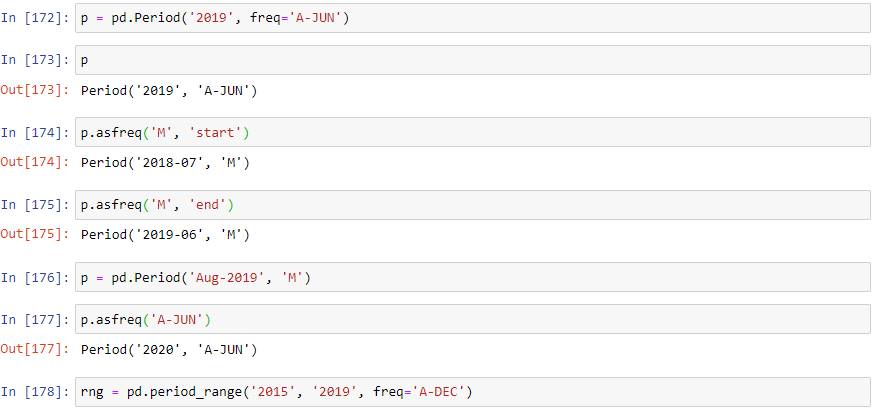 In [172]: p = pd.Period('2019', freq='A-JUN')
In [173]: p
Out[173]: Period('2019', 'A-JUN')
In [174]: p.asfreq('M', 'start')
Out[174]: Period('2018-07', 'M')
In [175]: p.asfreq('M', 'end')
Out[175]: Period('2019-06', 'M')
In [176]: p = pd.Period('Aug-2019', 'M')
In [177]: p.asfreq('A-JUN')
Out[177]: Period('2020', 'A-JUN')
In [178]: rng = pd.period_range('2015', '2019', freq='A-DEC')